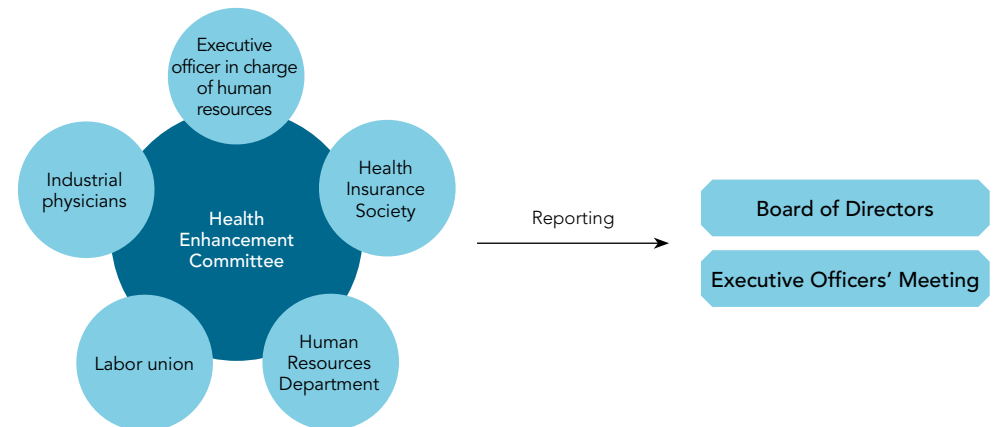 Executive
officer in charge
of human
resources
Industrial
physicians
Health
Insurance
Society
Health
Enhancement
Committee
Labor union
Human
Resources
Department
Reporting
Board of Directors
Executive Officers’ Meeting